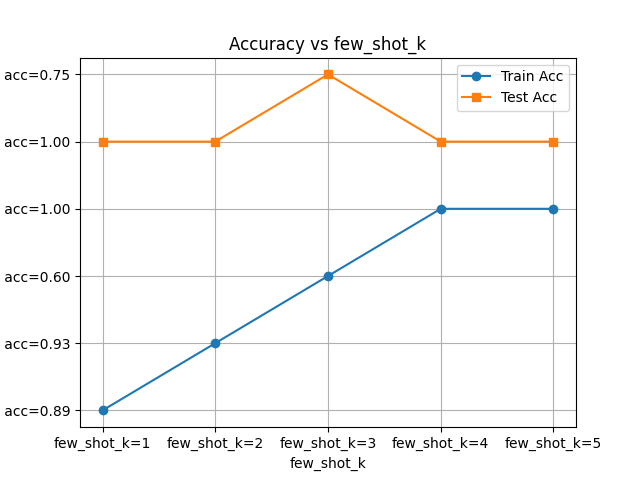 Accuracy vs few_shot_k
Train Acc
Test Acc
acc=0.75
acc=1.00
acc=1.00
acc=0.60
acc=0.93
acc=0.89
few_shot_k=1 few_shot_k=2 few_shot_k=3 few_shot_k=4 few_shot_k=5
few_shot_k